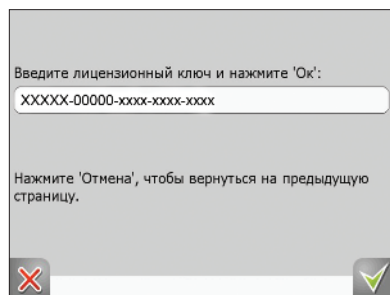 Введите лицензионный ключ и нажмите 'Ок':
XXXXX-00000-xxxx-xxxx-xxxx
Нажмите 'Отмена', чтобы вернуться на предыдущую
страницу.